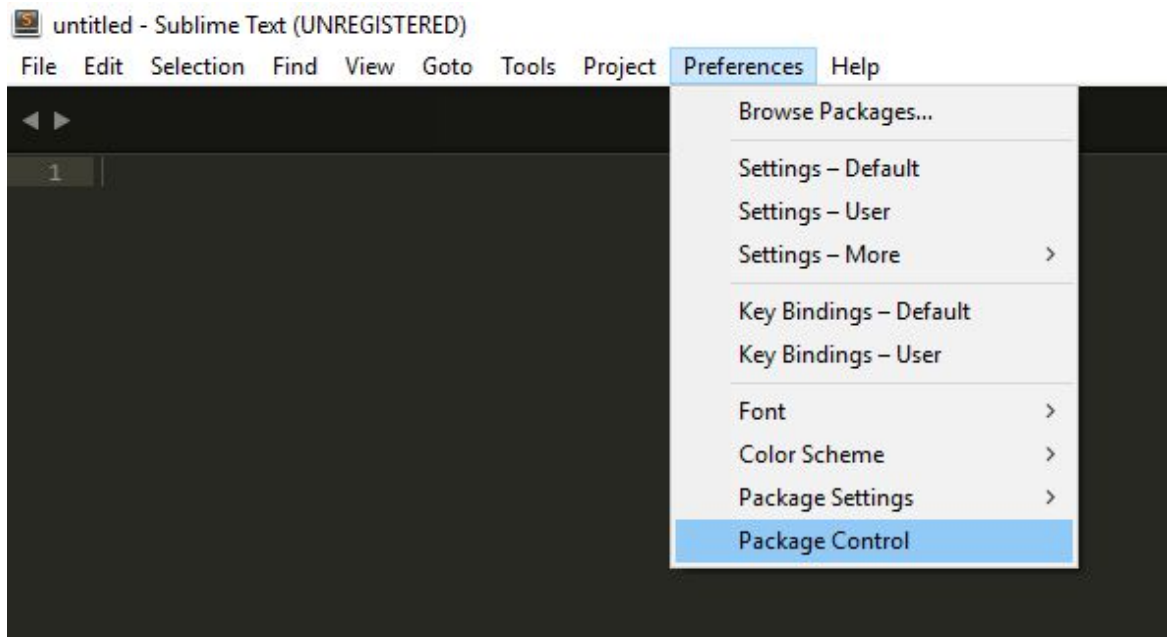 untitled - Sublime Text (UNREGISTERED)
File Edit Selection Find View Goto Tools Project Preferences Help
Browse Packages...
1
Settings – Default
Settings – User
Settings – More
Key Bindings – Default
Key Bindings – User
Font
Color Scheme
Package Settings
Package Control